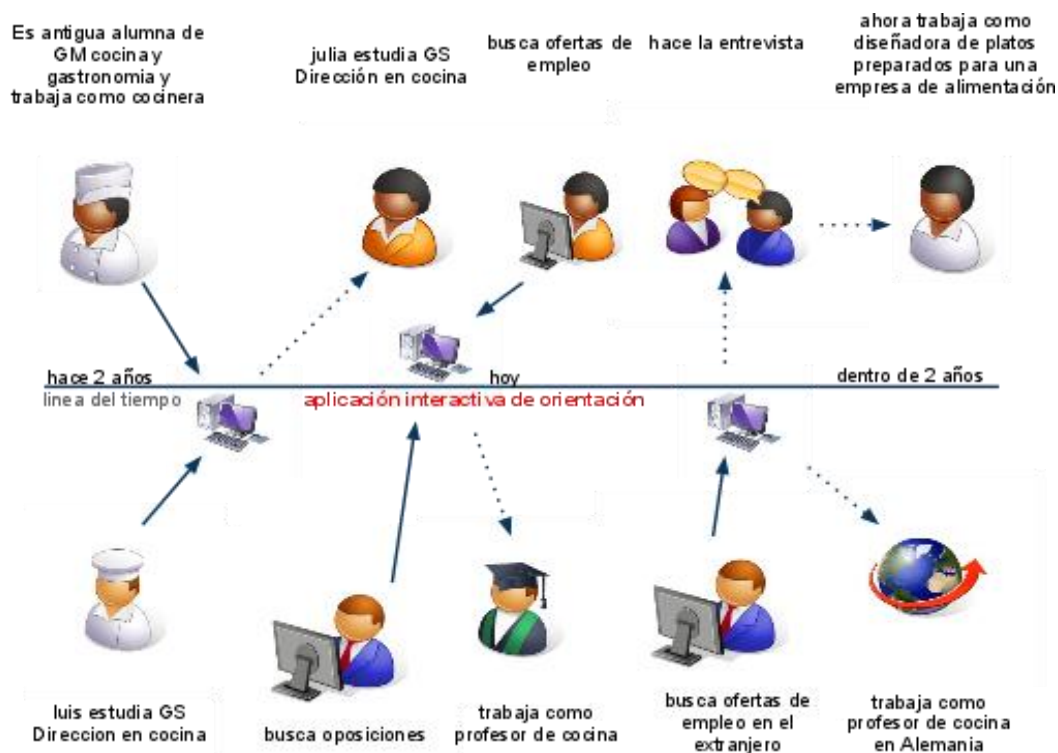 Es antigua alumna de
GM cocina y
gastronomia y
trabaja como cocinera
julia estudia GS
Dirección en cocina
busca ofertas de
empleo
hace la entrevista
ahora trabaja como
diseñadora de platos
preparados para una
empresa de alimentación
hace 2 años
linea del tiempo
hoy
aplicación interactiva de orientación
dentro de 2 años
luis estudia GS
Direccion en cocina
busca oposiciones
trabaja como
profesor de cocina
busca ofertas de
empleo en el
extranjero
trabaja como
profesor de cocina
en Alemania